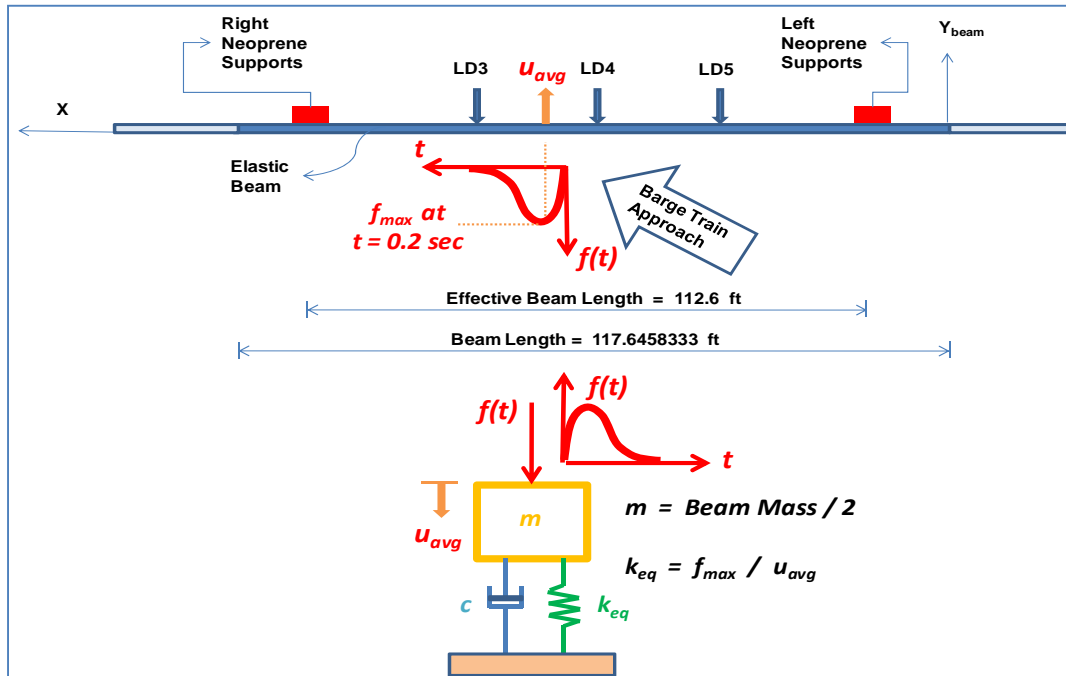 Right
Neoprene
Supports
Left
Neoprene
Supports
Y_beam
LD3
u_avg
LD4
LD5
X
Elastic
Beam
t
f_max at
t = 0.2 sec
f(t)
Barge Train
Approach
Effective Beam Length = 112.6 ft
Beam Length = 117.6458333 ft
f(t)
f(t)
t
m
u_avg
m = Beam Mass / 2
k_eq = f_max / u_avg
c
k_eq